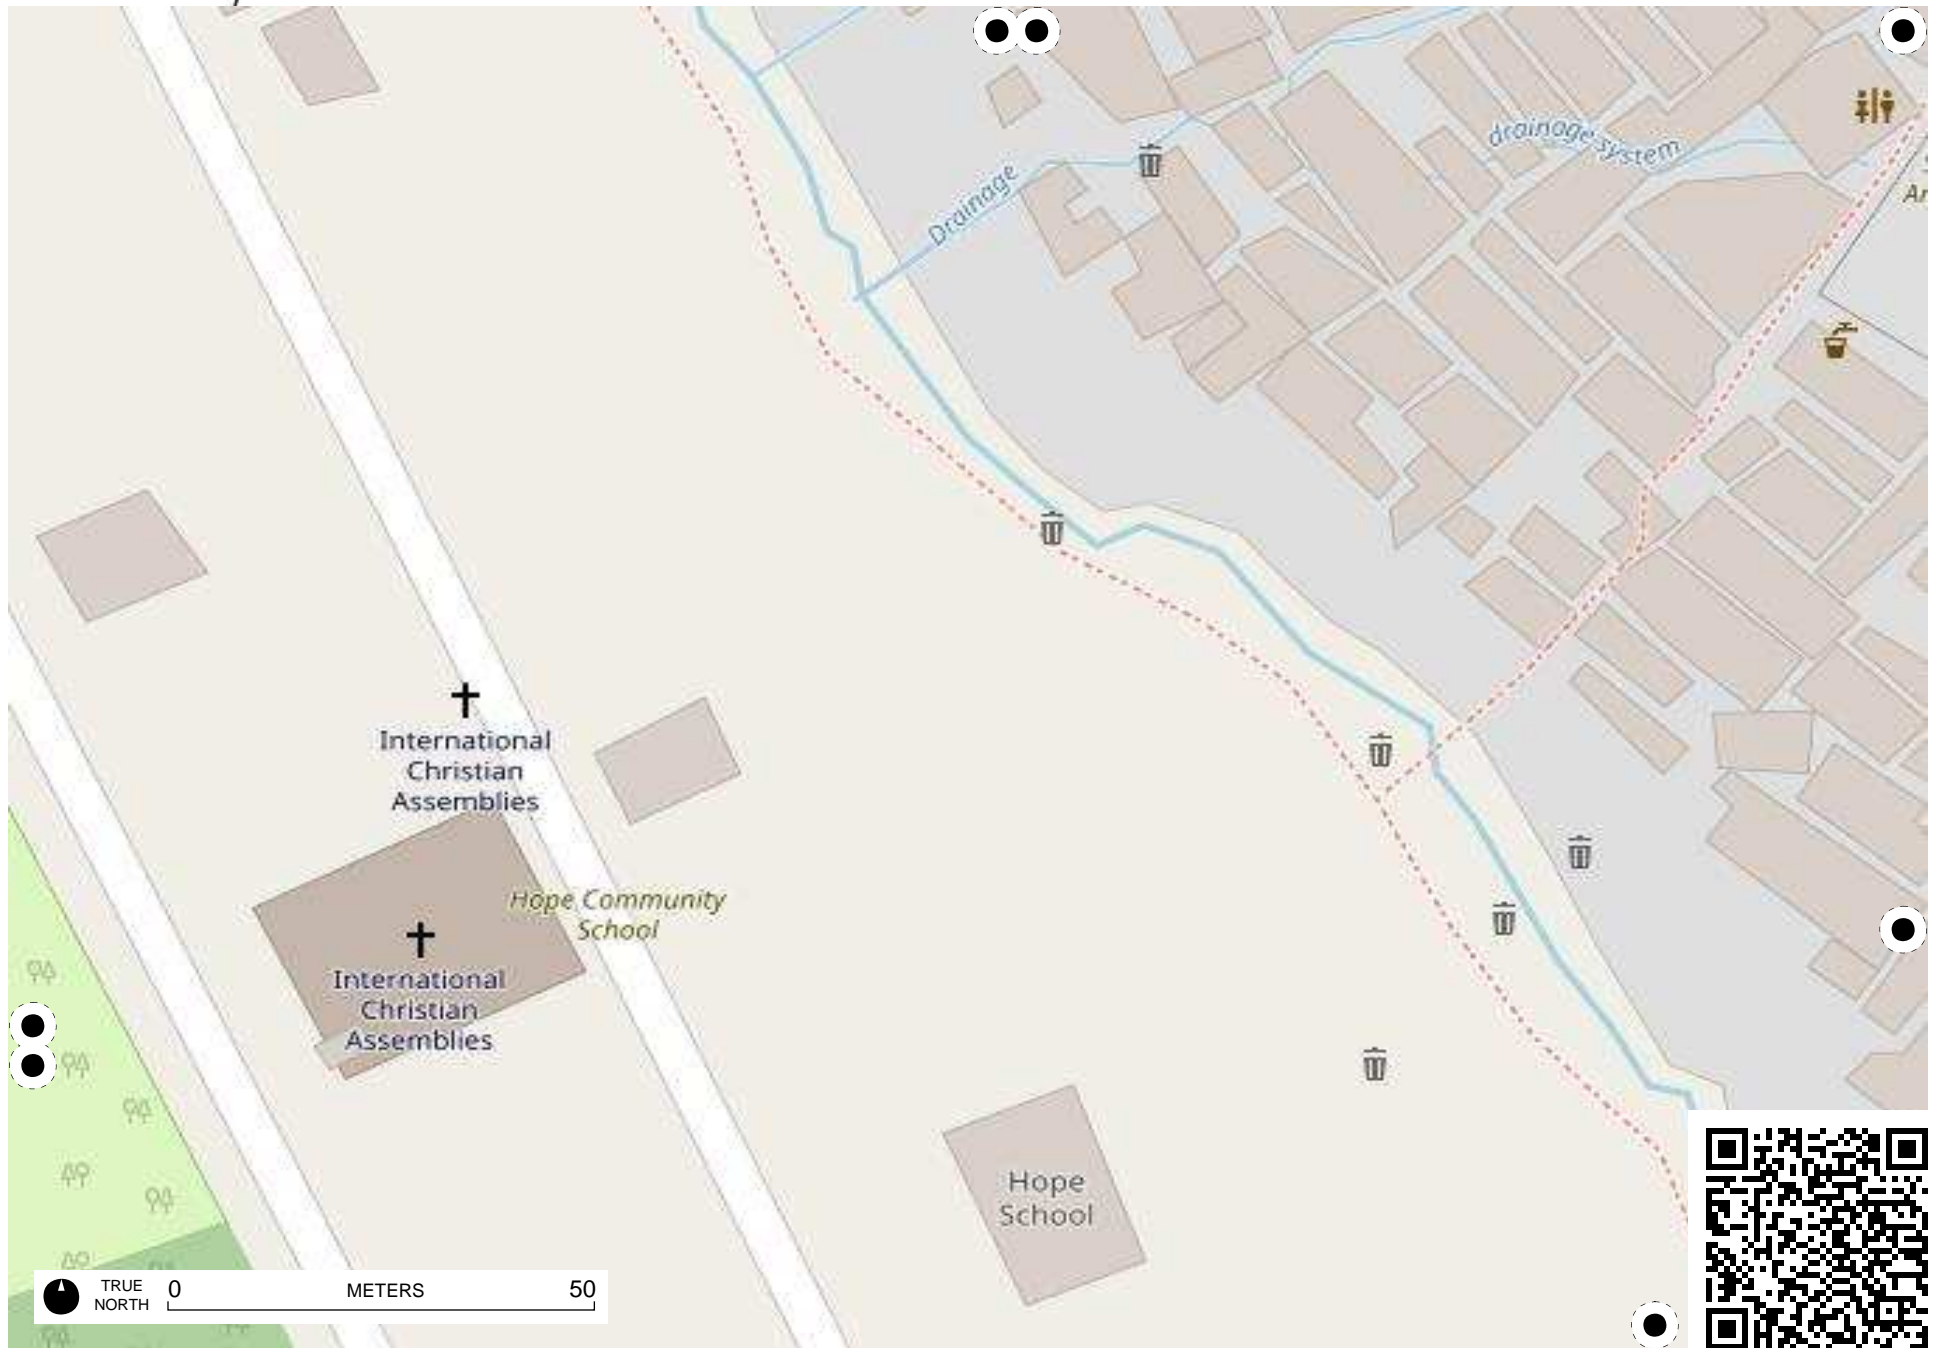 drainage system
Drainage
Ar
International
Christian
Assemblies
Hope Community
School
International
Christian
Assemblies
Hope
School
TRUE
NORTH
0 METERS 50